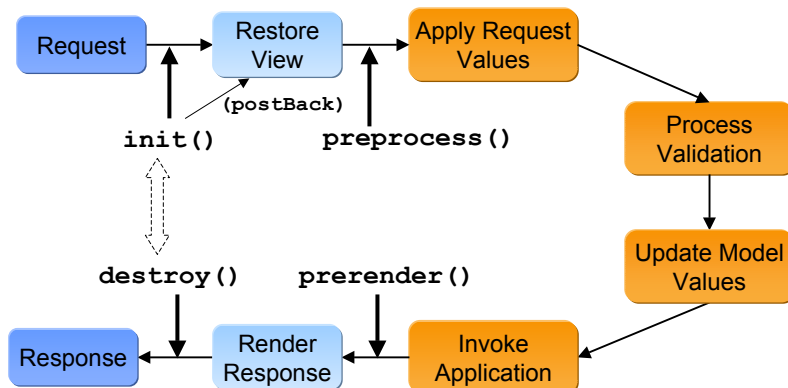 Request
Restore
View
Apply Request
Values
(postBack)
init()
preprocess()
Process
Validation
Update Model
Values
destroy()
prerender()
Response
Render
Response
Invoke
Application